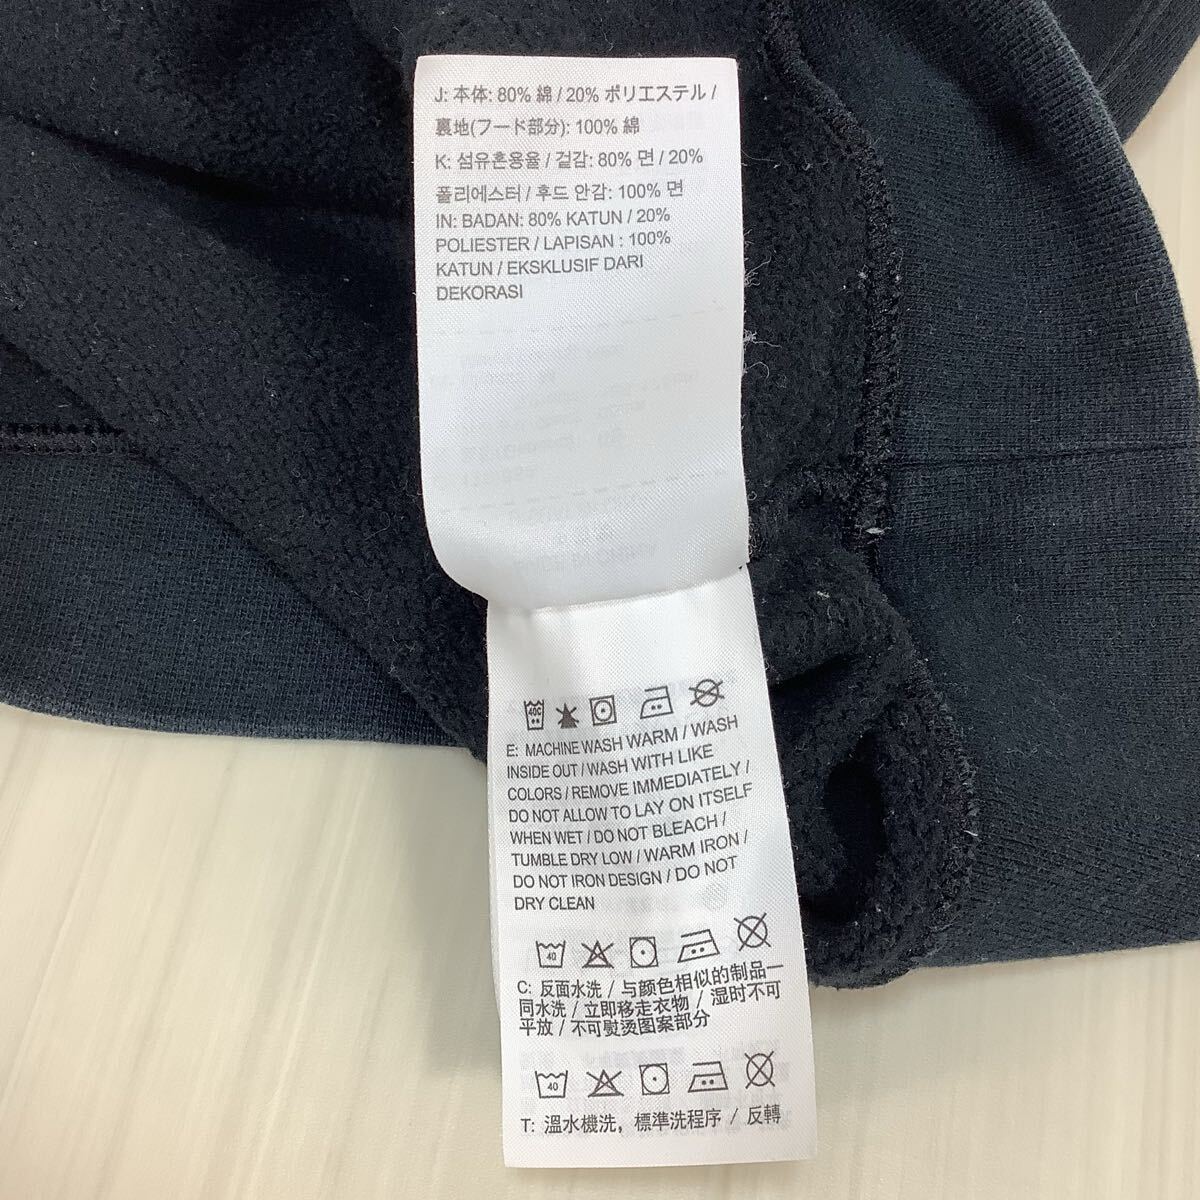 J: 本体: 80% 綿 / 20% ポリエステル /
裏地(フード部分): 100% 綿
K: 섬유혼용율 / 겉감: 80% 면 / 20%
폴리에스터 / 후드 안감: 100% 면
IN: BADAN: 80% KATUN / 20%
POLIESTER / LAPISAN : 100%
KATUN / EKSKLUSIF DARI
DEKORASI
40C
E: MACHINE WASH WARM / WASH
INSIDE OUT / WASH WITH LIKE
COLORS / REMOVE IMMEDIATELY /
DO NOT ALLOW TO LAY ON ITSELF
WHEN WET / DO NOT BLEACH /
TUMBLE DRY LOW / WARM IRON /
DO NOT IRON DESIGN / DO NOT
DRY CLEAN
40
C: 反面水洗 / 与颜色相似的制品一
同水洗 / 立即移走衣物 / 湿时不可
平放 / 不可熨烫图案部分
40
T: 溫水機洗，標準洗程序 / 反轉